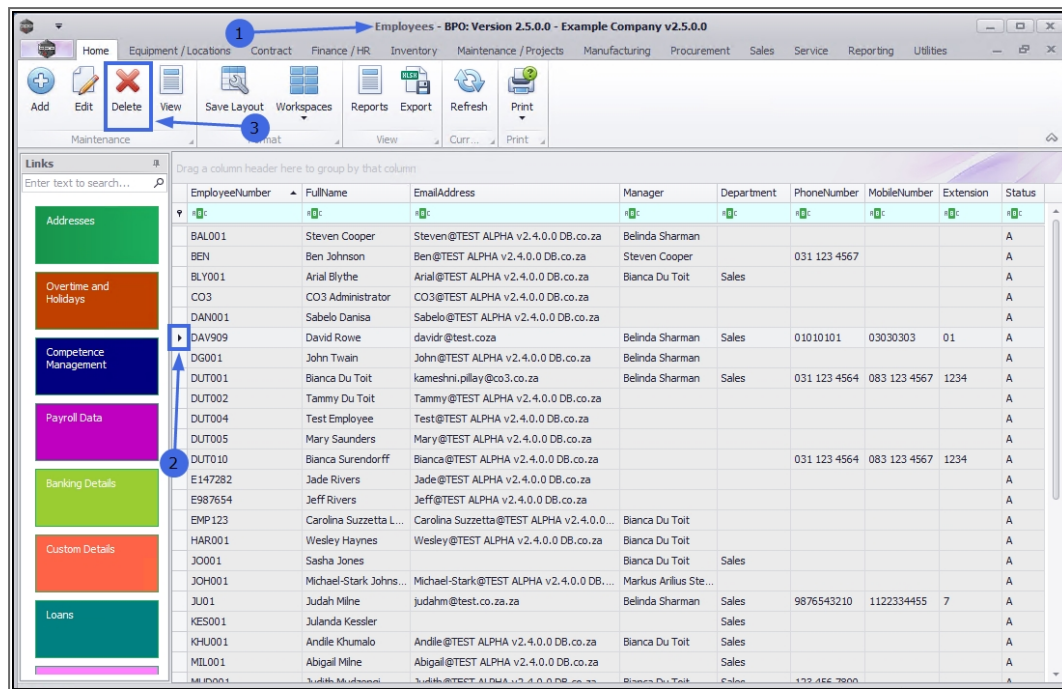 1
Employees - BPO: Version 2.5.0.0 - Example Company v2.5.0.0
Home Equipment / Locations Contract Finance / HR Inventory Maintenance / Projects Manufacturing Procurement Sales Service Reporting Utilities
Add Edit Delete View Save Layout Workspaces Reports Export Refresh Print
3
Maintenance View Curr... Print
Links
Enter text to search...
Drag a column header here to group by that column
EmployeeNumber FullName EmailAddress Manager Department PhoneNumber MobileNumber Extension Status
BAL001 Steven Cooper Steven@TEST ALPHA v2.4.0.0 DB.co.za Belinda Sharman A
BEN Ben Johnson Ben@TEST ALPHA v2.4.0.0 DB.co.za Steven Cooper 031 123 4567 A
BLY001 Arial Blythe Arial@TEST ALPHA v2.4.0.0 DB.co.za Bianca Du Toit Sales A
CO3 CO3 Administrator CO3@TEST ALPHA v2.4.0.0 DB.co.za A
DAN001 Sabelo Danisa Sabelo@TEST ALPHA v2.4.0.0 DB.co.za A
DAV909 David Rowe davidr@test.coza Belinda Sharman Sales 01010101 03030303 01 A
DG001 John Twain John@TEST ALPHA v2.4.0.0 DB.co.za Belinda Sharman A
DUT001 Bianca Du Toit kameshni.pillay@co3.co.za Belinda Sharman Sales 031 123 4564 083 123 4567 1234 A
DUT002 Tammy Du Toit Tammy@TEST ALPHA v2.4.0.0 DB.co.za A
DUT004 Test Employee Test@TEST ALPHA v2.4.0.0 DB.co.za A
DUT005 Mary Saunders Mary@TEST ALPHA v2.4.0.0 DB.co.za A
2
DUT010 Bianca Surendorff Bianca@TEST ALPHA v2.4.0.0 DB.co.za 031 123 4564 083 123 4567 1234 A
E147282 Jade Rivers Jade@TEST ALPHA v2.4.0.0 DB.co.za A
E987654 Jeff Rivers Jeff@TEST ALPHA v2.4.0.0 DB.co.za A
EMP123 Carolina Suzzetta L... Carolina Suzzetta@TEST ALPHA v2.4.0.0... Bianca Du Toit A
HAR001 Wesley Haynes Wesley@TEST ALPHA v2.4.0.0 DB.co.za Bianca Du Toit A
JO001 Sasha Jones Bianca Du Toit Sales A
JOH001 Michael-Stark Johns... Michael-Stark@TEST ALPHA v2.4.0.0 DB.... Markus Arilius Ste... A
JU01 Judah Milne judahm@test.co.za.za Belinda Sharman Sales 9876543210 1122334455 7 A
KES001 Julanda Kessler Sales A
KHU001 Andile Khumalo Andile@TEST ALPHA v2.4.0.0 DB.co.za Bianca Du Toit Sales A
MIL001 Abigail Milne Abigail@TEST ALPHA v2.4.0.0 DB.co.za Sales A
Addresses
Overtime and
Holidays
Competence
Management
Payroll Data
Banking Details
Custom Details
Loans